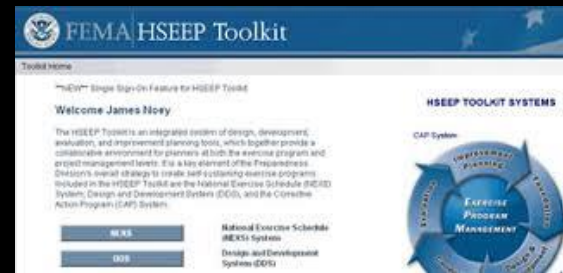 FEMA HSEEP Toolkit
Toolkit Home
**NEW** Single Sign-On Feature for HSEEP Toolkit
Welcome James Noey
The HSEEP Toolkit is an integrated system of design, development,
evaluation, and improvement planning tools, which together provide a
collaborative environment for planners at both the exercise program and
project management levels. It is a key element of the Preparedness
Division's overall strategy to create self-sustaining exercise programs.
Included in the HSEEP Toolkit are the National Exercise Schedule (NEXS)
System, Design and Development System (DDS), and the Corrective
Action Program (CAP) System.
NEXS
National Exercise Schedule
(NEXS) System
DDS
Design and Development
System (DDS)
HSEEP TOOLKIT SYSTEMS
CAP System
Improvement
Planning
Foundation
Evaluation
EXERCISE
PROGRAM
MANAGEMENT
Design &